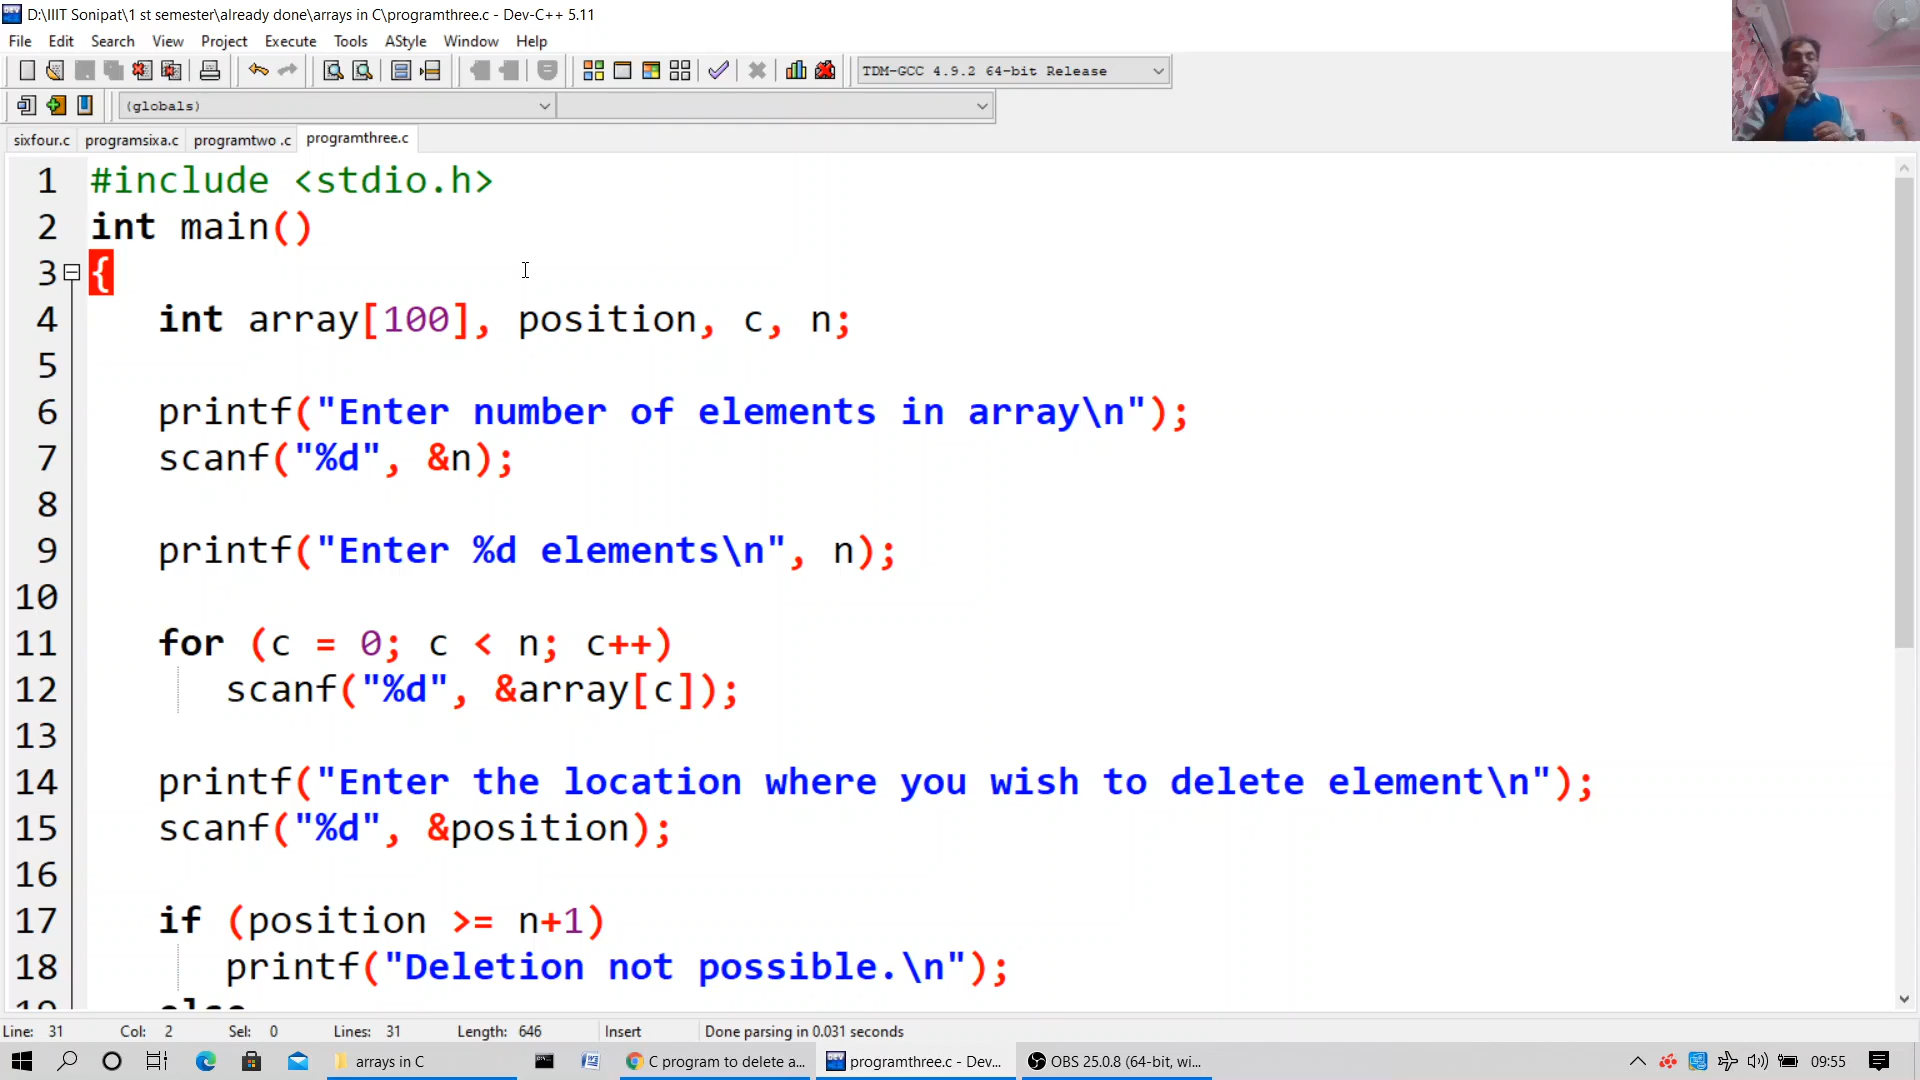 D:\IIIT Sonipat\1 st semester\already done\arrays in C\programthree.c - Dev-C++ 5.11
File Edit Search View Project Execute Tools AStyle Window Help
TDM-GCC 4.9.2 64-bit Release
(globals)
sixfour.c programsixa.c programtwo .c programthree.c
1 #include <stdio.h>
2 int main()
3 {
4 int array[100], position, c, n;
5
6 printf("Enter number of elements in array\n");
7 scanf("%d", &n);
8
9 printf("Enter %d elements\n", n);
10
11 for (c = 0; c < n; c++)
12 scanf("%d", &array[c]);
13
14 printf("Enter the location where you wish to delete element\n");
15 scanf("%d", &position);
16
17 if (position >= n+1)
18 printf("Deletion not possible.\n");
19 else
Line: 31 Col: 2 Sel: 0 Lines: 31 Length: 646 Insert Done parsing in 0.031 seconds
arrays in C C program to delete a... programthree.c - Dev... OBS 25.0.8 (64-bit, wi... 09:55